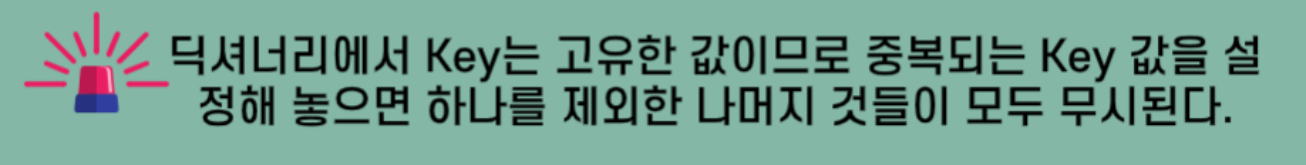 딕셔너리에서 Key는 고유한 값이므로 중복되는 Key 값을 설
정해 놓으면 하나를 제외한 나머지 것들이 모두 무시된다.